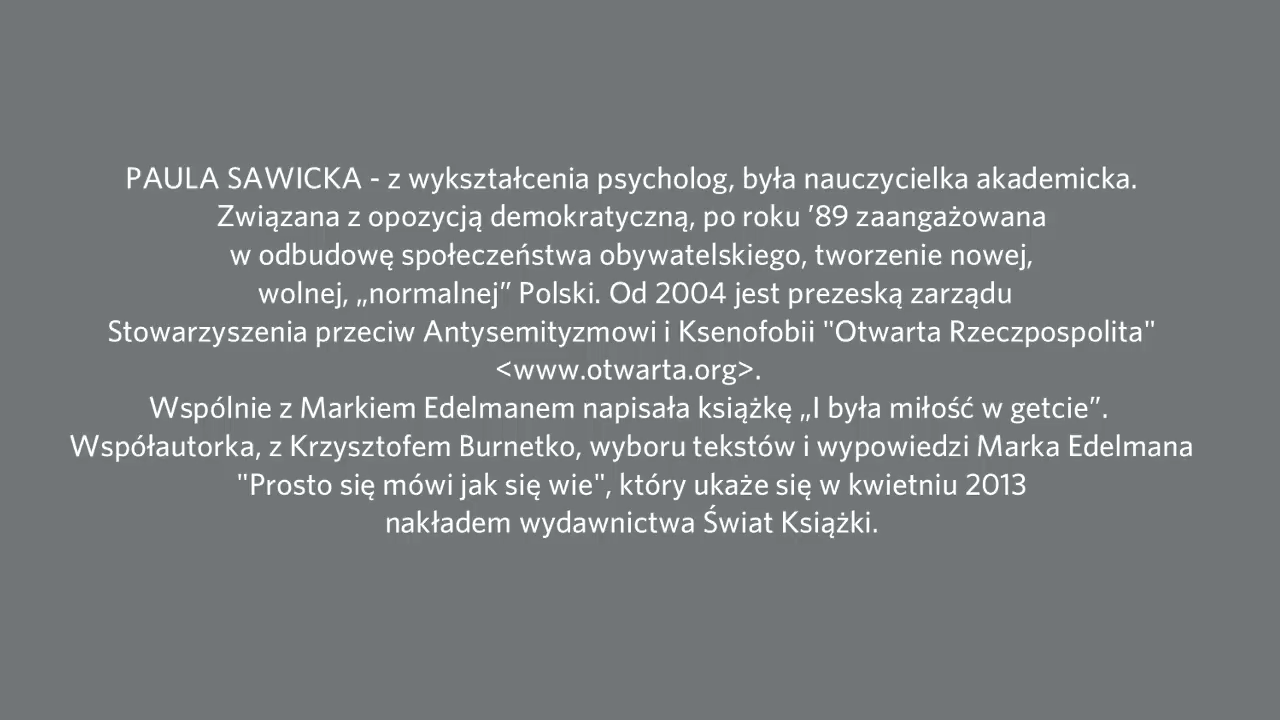 PAULA SAWICKA - z wykształcenia psycholog, była nauczycielka akademicka.
Związana z opozycją demokratyczną, po roku ’89 zaangażowana
w odbudowę społeczeństwa obywatelskiego, tworzenie nowej,
wolnej, „normalnej” Polski. Od 2004 jest prezeską zarządu
Stowarzyszenia przeciw Antysemityzmowi i Ksenofobii "Otwarta Rzeczpospolita"
<www.otwarta.org>.
Wspólnie z Markiem Edelmanem napisała książkę „I była miłość w getcie”.
Współautorka, z Krzysztofem Burnetko, wyboru tekstów i wypowiedzi Marka Edelmana
"Prosto się mówi jak się wie", który ukaże się w kwietniu 2013
nakładem wydawnictwa Świat Książki.